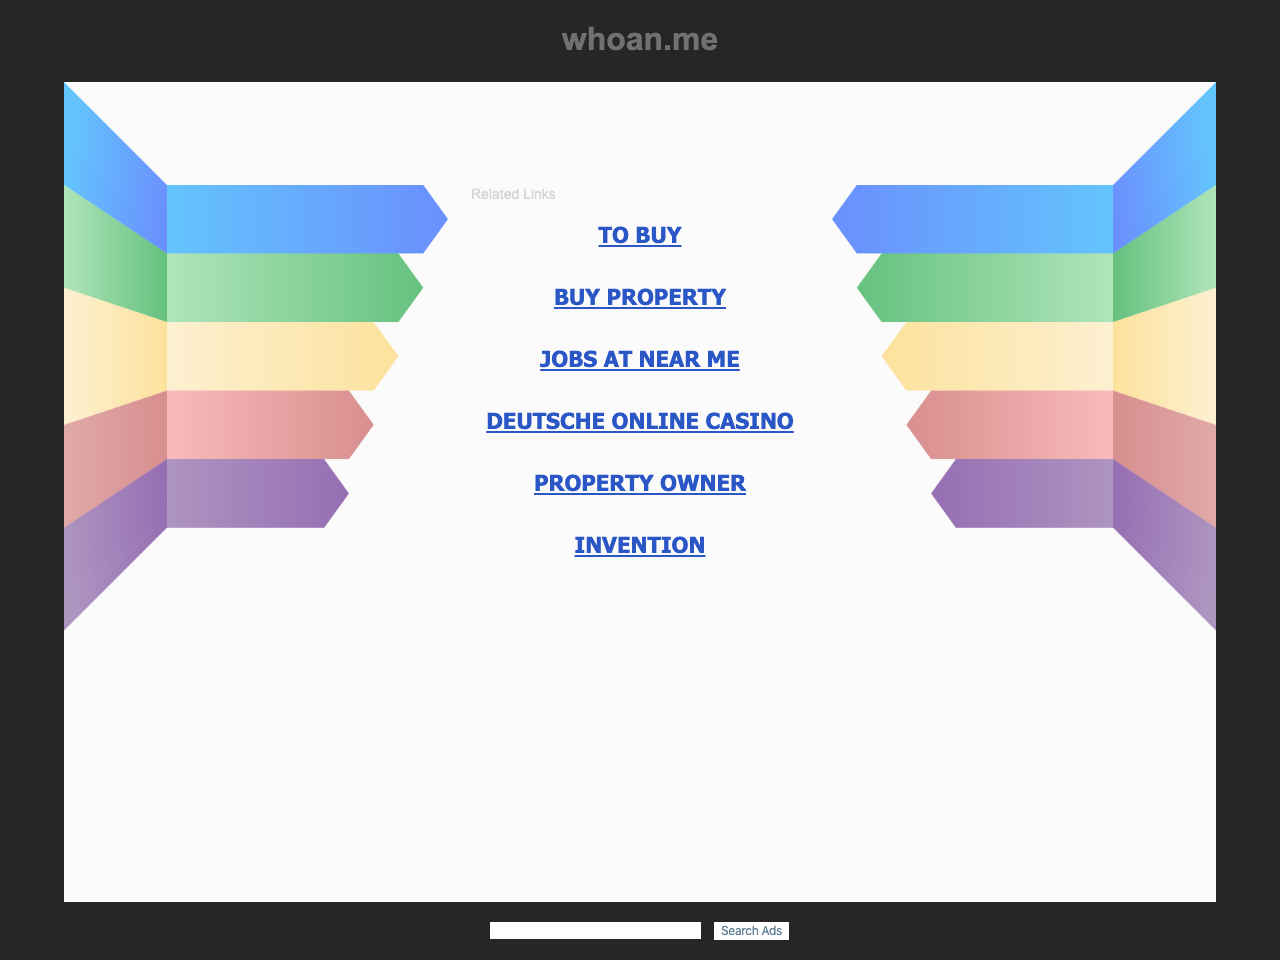 whoan.me
Related Links
TO BUY
BUY PROPERTY
JOBS AT NEAR ME
DEUTSCHE ONLINE CASINO
PROPERTY OWNER
INVENTION
Search Ads